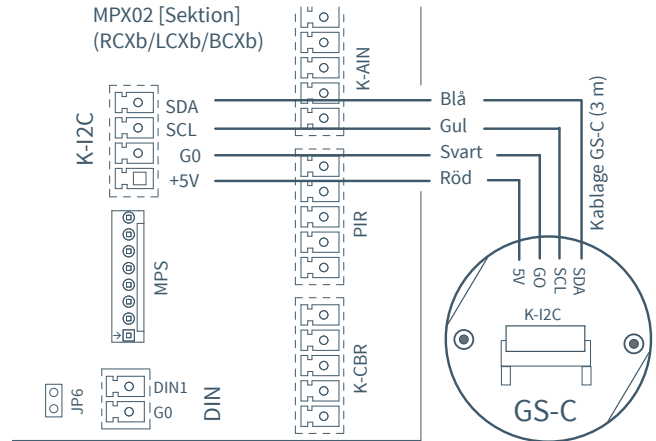 MPX02 [Sektion]
(RCXb/LCXb/BCXb)
K-AIN
K-I2C
SDA
SCL
G0
+5V
Blå
Gul
Svart
Röd
Kablage GS-C (3 m)
PIR
MPS
5V
GO
SCL
SDA
K-I2C
GS-C
K-CBR
JP6
DIN1
G0
DIN